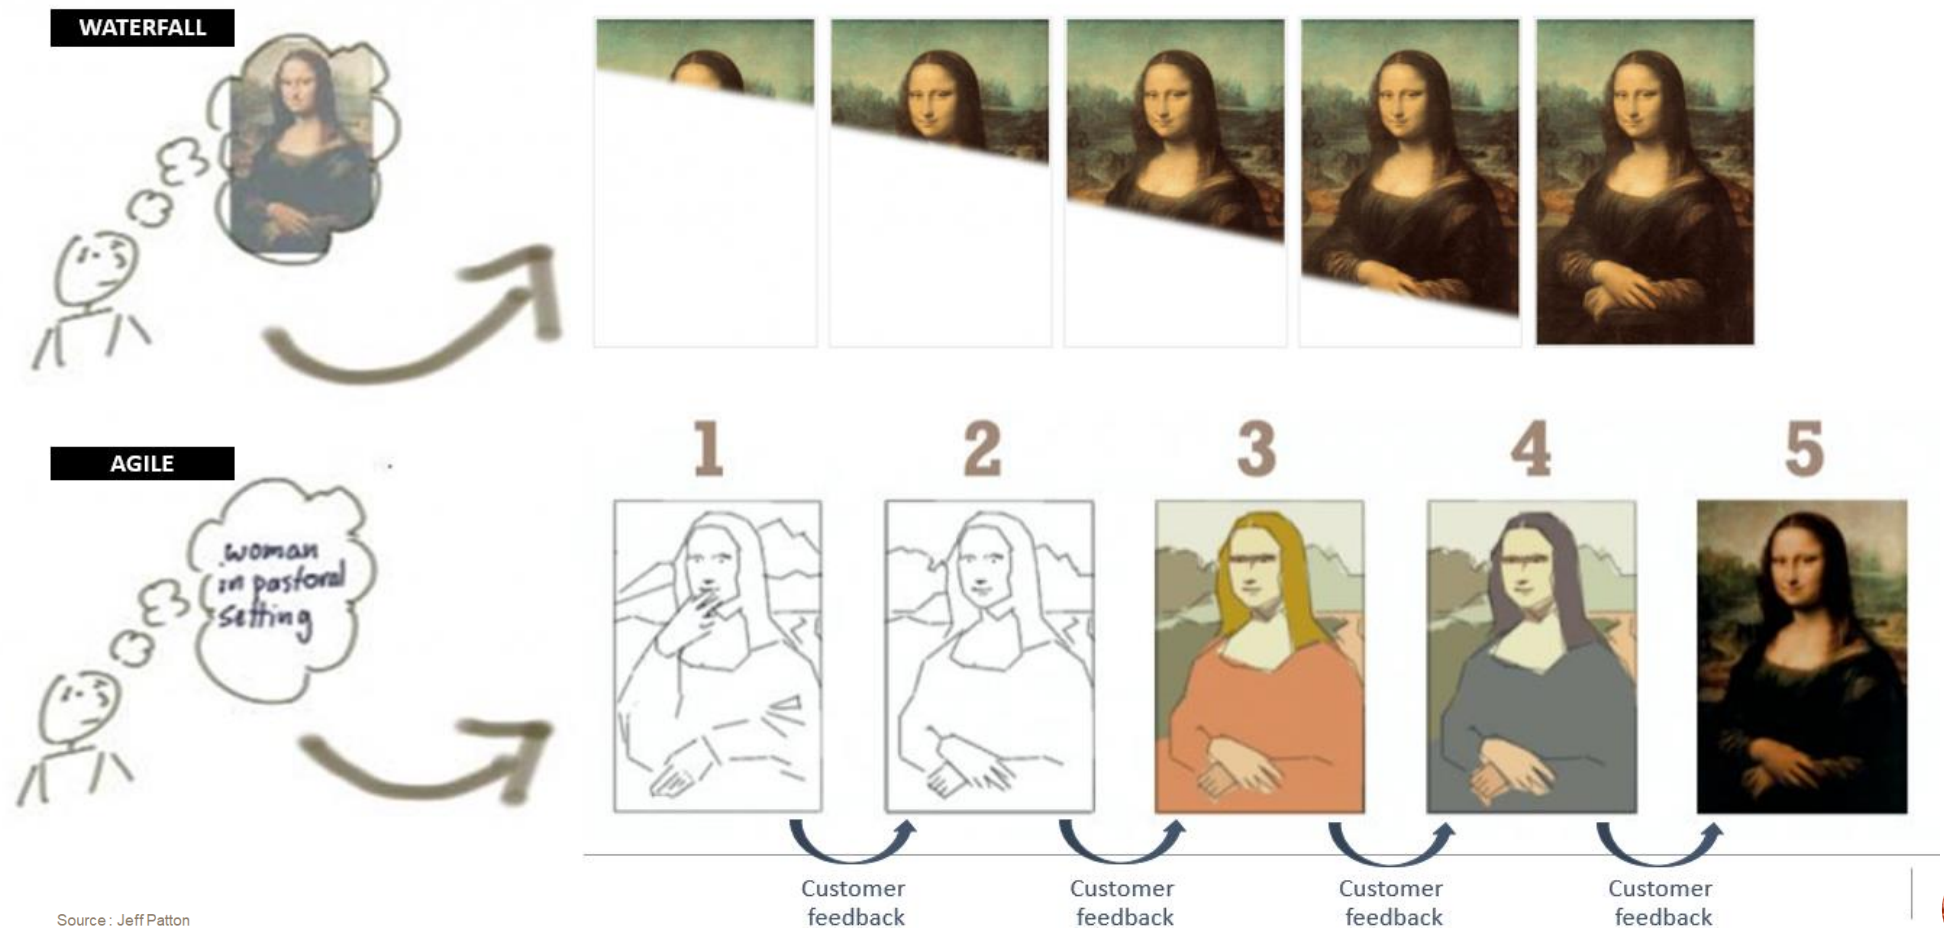 WATERFALL
AGILE
woman
in pastoral
setting
1
2
3
4
5
Customer
feedback
Customer
feedback
Customer
feedback
Customer
feedback
Source : Jeff Patton